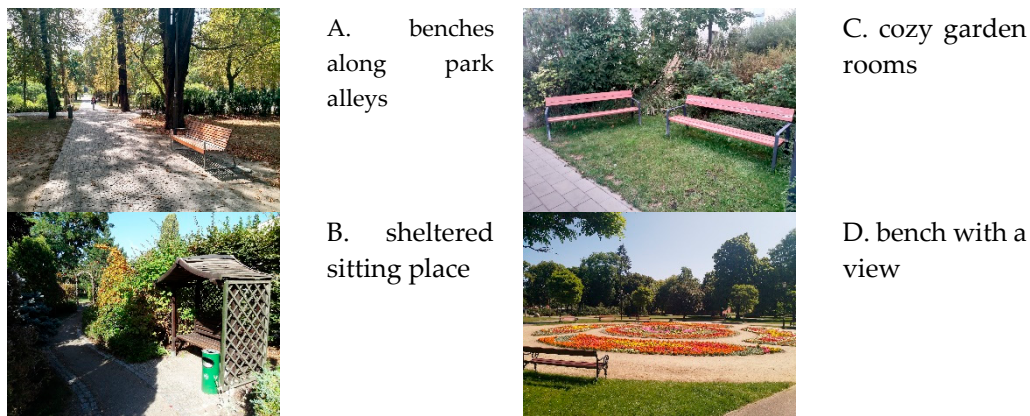 A. benches
along park
alleys
C. cozy garden
rooms
B. sheltered
sitting place
D. bench with a
view